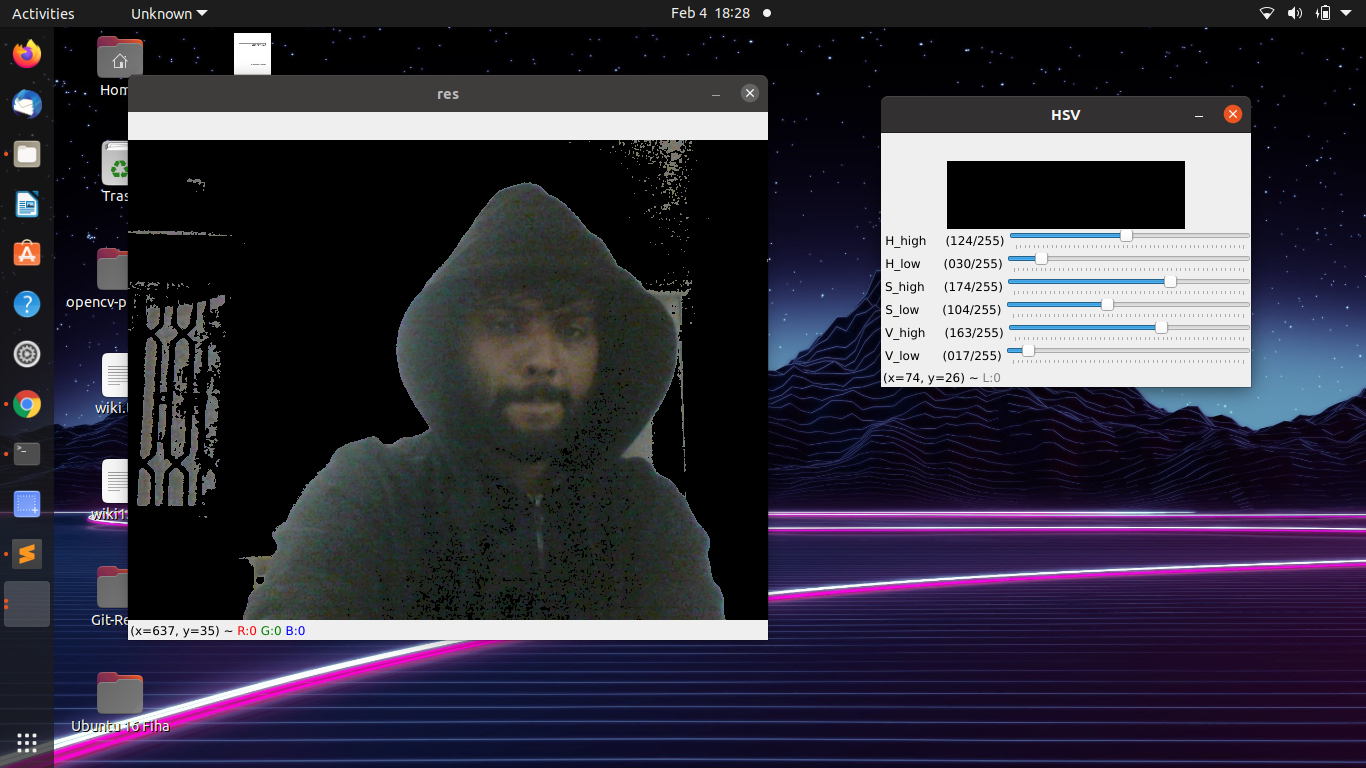 Activities
Unknown
Feb 4 18:28
Hom
Tras
opencv-p
wiki.
wiki1.
Git-Re
Ubuntu 16 Fiha
res
(x=637, y=35) ~ R:0 G:0 B:0
HSV
H_high (124/255)
H_low (030/255)
S_high (174/255)
S_low (104/255)
V_high (163/255)
V_low (017/255)
(x=74, y=26) ~ L:0